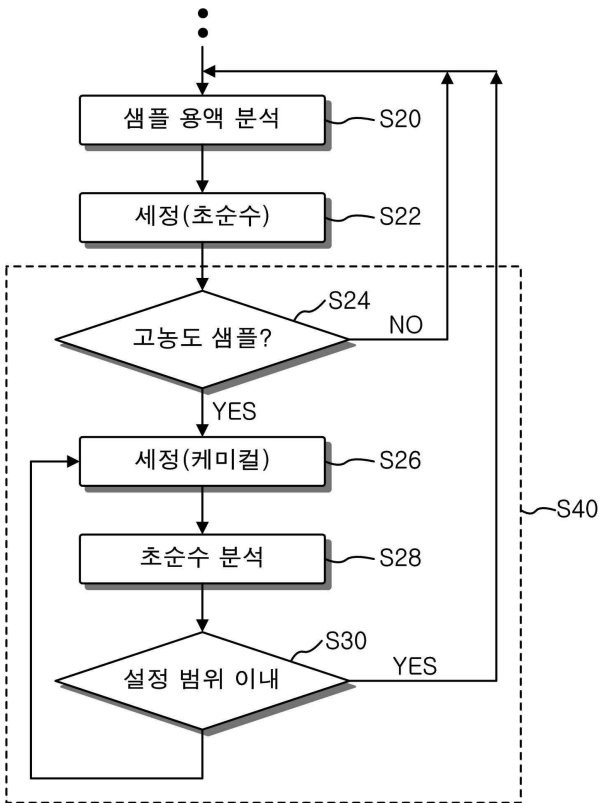 샘플 용액 분석
S20
세정(초순수)
S22
S24
고농도 샘플?
NO
YES
세정(케미컬)
S26
S40
초순수 분석
S28
S30
설정 범위 이내
YES